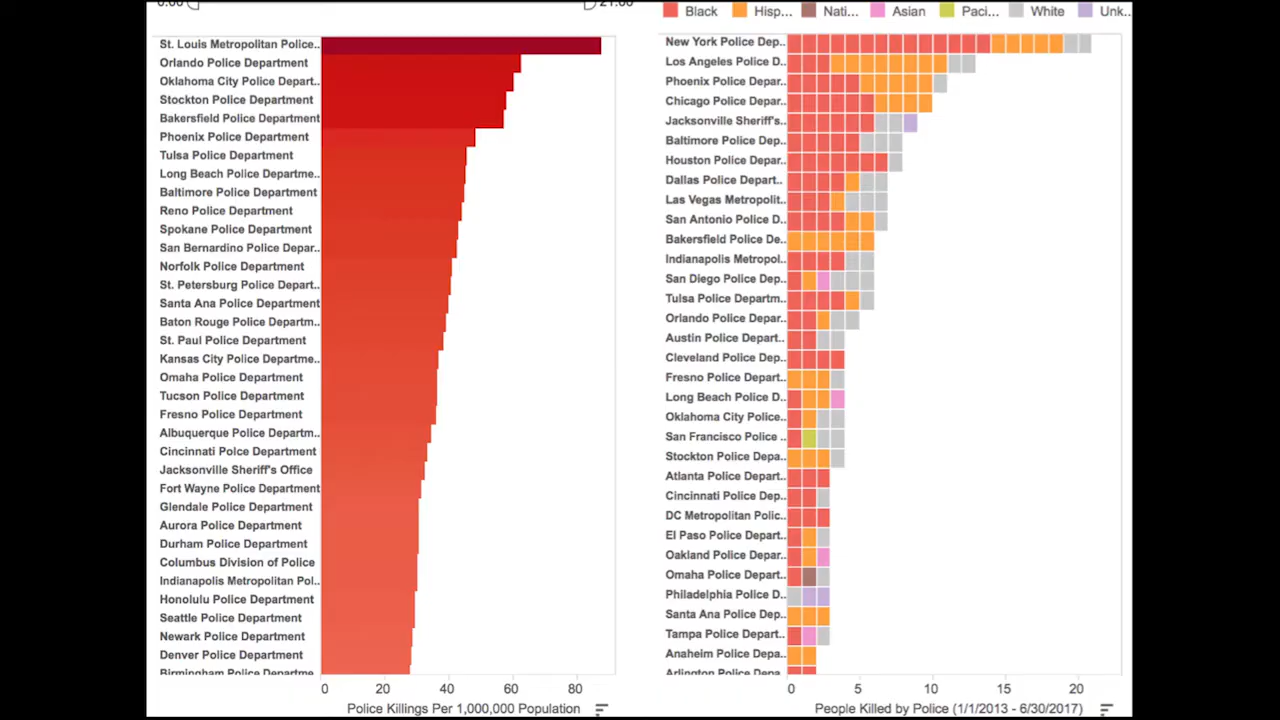 0.00
21.00
St. Louis Metropolitan Police..
Orlando Police Department
Oklahoma City Police Depart..
Stockton Police Department
Bakersfield Police Department
Phoenix Police Department
Tulsa Police Department
Long Beach Police Departme..
Baltimore Police Department
Reno Police Department
Spokane Police Department
San Bernardino Police Depar..
Norfolk Police Department
St. Petersburg Police Depart..
Santa Ana Police Department
Baton Rouge Police Departm..
St. Paul Police Department
Kansas City Police Departme..
Omaha Police Department
Tucson Police Department
Fresno Police Department
Albuquerque Police Departm..
Cincinnati Polce Department
Jacksonville Sheriff's Office
Fort Wayne Police Department
Glendale Police Department
Aurora Police Department
Durham Police Department
Columbus Division of Police
Indianapolis Metropolitan Pol..
Honolulu Police Department
Seattle Police Department
Newark Police Department
Denver Police Department
Birmingham Police Departme..
0 20 40 60 80
Police Killings Per 1,000,000 Population
Black Hisp... Nati... Asian Paci... White Unk..
New York Police Dep..
Los Angeles Police D..
Phoenix Police Depar..
Chicago Police Depar..
Jacksonville Sheriff's..
Baltimore Police Dep..
Houston Police Depar..
Dallas Police Depart..
Las Vegas Metropolit..
San Antonio Police D..
Bakersfield Police De..
Indianapolis Metropol..
San Diego Police Dep..
Tulsa Police Departm..
Orlando Police Depar..
Austin Police Depart..
Cleveland Police Dep..
Fresno Police Depart..
Long Beach Police D..
Oklahoma City Police..
San Francisco Police ..
Stockton Police Depa..
Atlanta Police Depart..
Cincinnati Police Dep..
DC Metropolitan Polic..
El Paso Police Depart..
Oakland Police Depar..
Omaha Police Depart..
Philadelphia Police D..
Santa Ana Police Dep..
Tampa Police Depart..
Anaheim Police Depa..
Arlington Police Depa..
0 5 10 15 20
People Killed by Police (1/1/2013 - 6/30/2017)